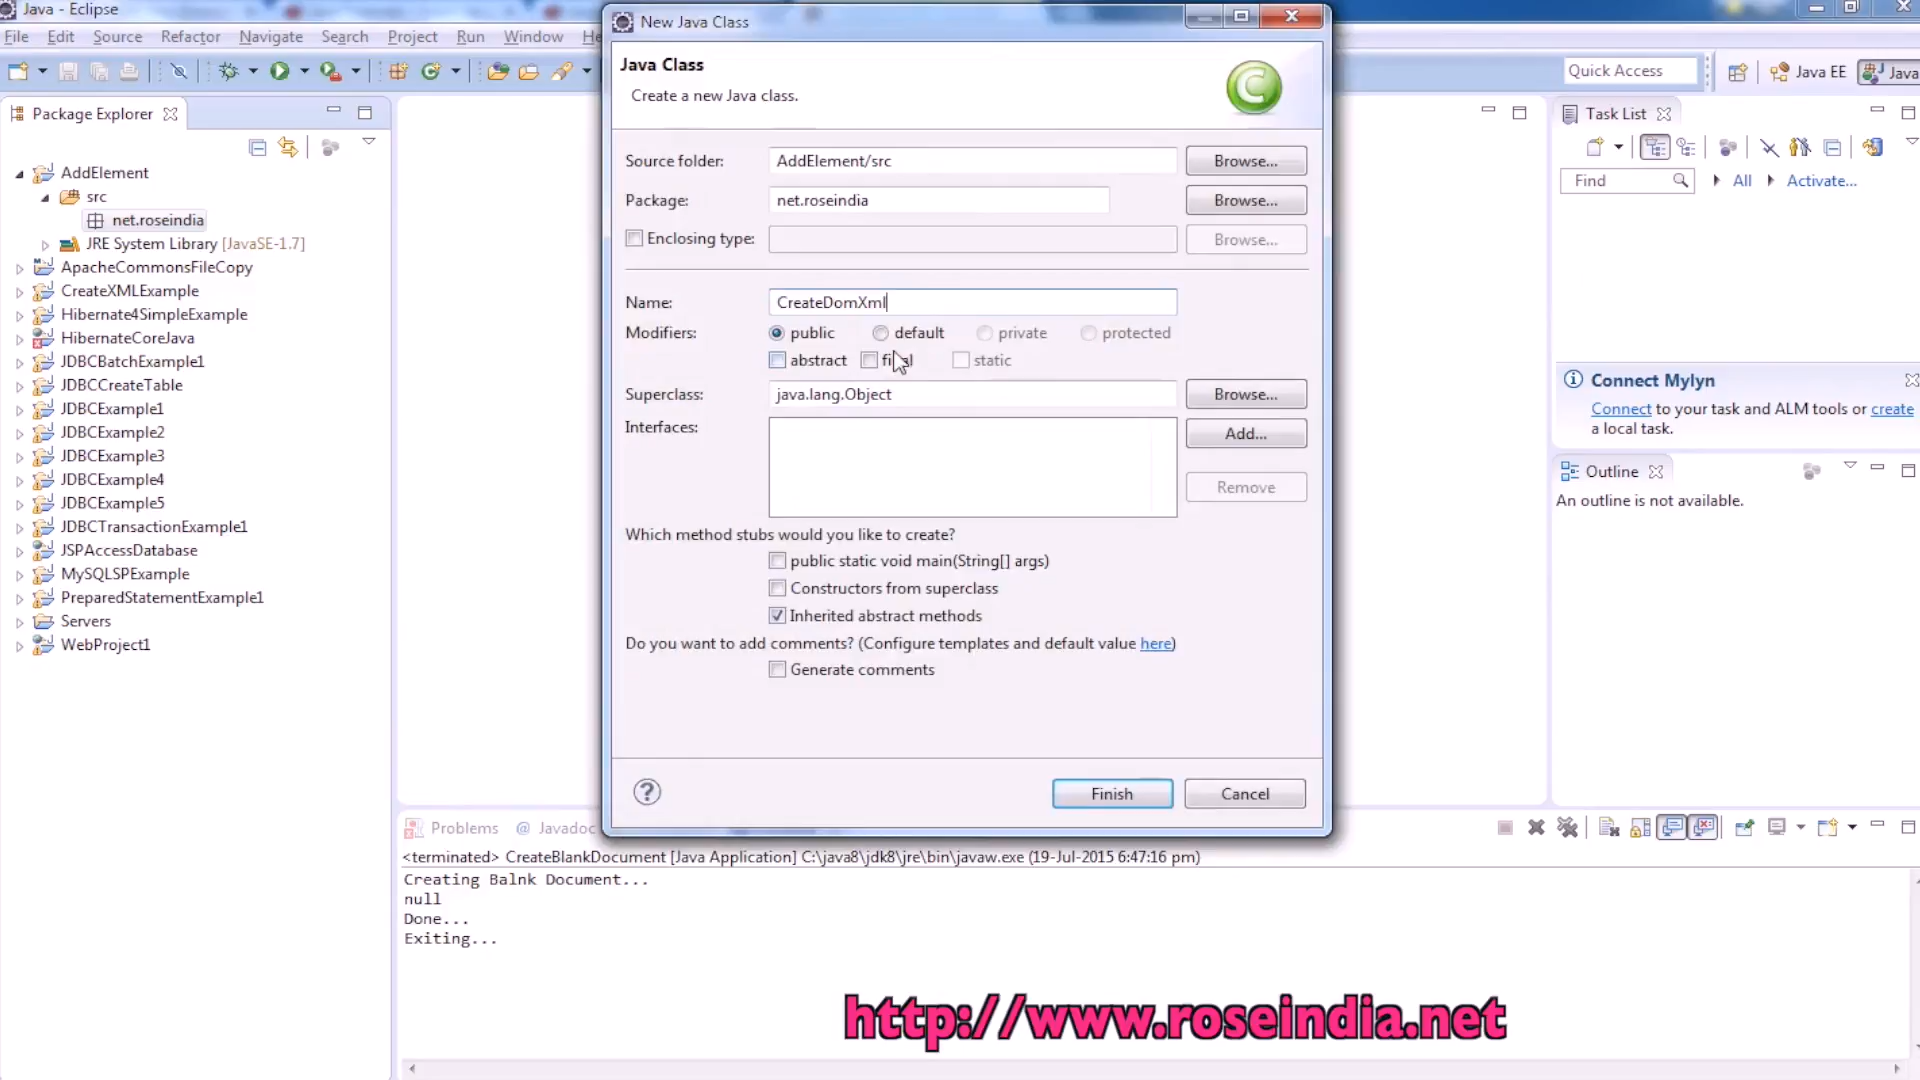 Java - Eclipse
File Edit Source Refactor Navigate Search Project Run Window He
Quick Access
Java EE
Java
Package Explorer
AddElement
src
net.roseindia
JRE System Library [JavaSE-1.7]
ApacheCommonsFileCopy
CreateXMLExample
Hibernate4SimpleExample
HibernateCoreJava
JDBCBatchExample1
JDBCCreateTable
JDBCExample1
JDBCExample2
JDBCExample3
JDBCExample4
JDBCExample5
JDBCTransactionExample1
JSPAccessDatabase
MySQLSPExample
PreparedStatementExample1
Servers
WebProject1
New Java Class
Java Class
Create a new Java class.
Source folder: AddElement/src Browse...
Package: net.roseindia Browse...
Enclosing type: Browse...
Name: CreateDomXml
Modifiers: public default private protected
abstract final static
Superclass: java.lang.Object Browse...
Interfaces: Add...
Remove
Which method stubs would you like to create?
public static void main(String[] args)
Constructors from superclass
Inherited abstract methods
Do you want to add comments? (Configure templates and default value here)
Generate comments
Finish Cancel
Task List
Find All Activate...
Connect Mylyn
Connect to your task and ALM tools or create
a local task.
Outline
An outline is not available.
Problems @ Javadoc
<terminated> CreateBlankDocument [Java Application] C:\java8\jdk8\jre\bin\javaw.exe (19-Jul-2015 6:47:16 pm)
Creating Balnk Document...
null
Done...
Exiting...
http://www.roseindia.net